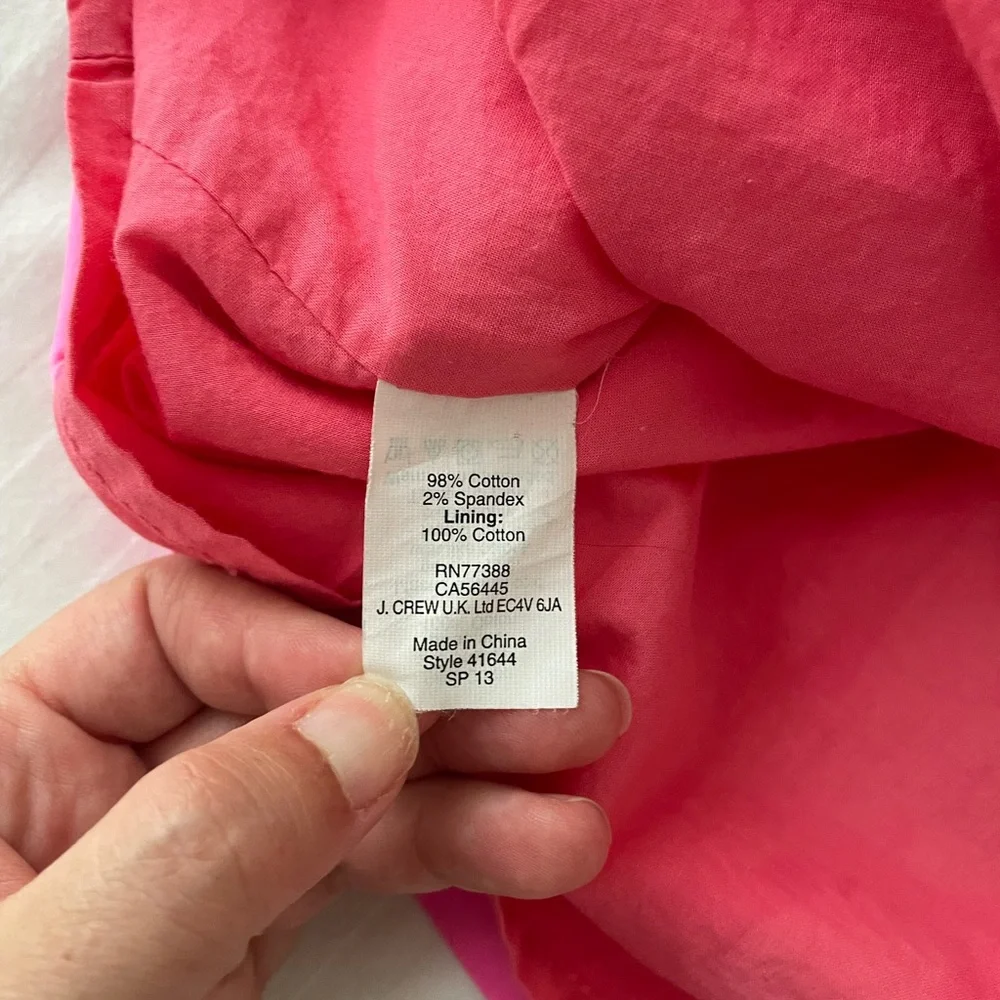 98% Cotton
2% Spandex
Lining:
100% Cotton
RN77388
CA56445
J. CREW U.K. Ltd EC4V 6JA
Made in China
Style 41644
SP 13